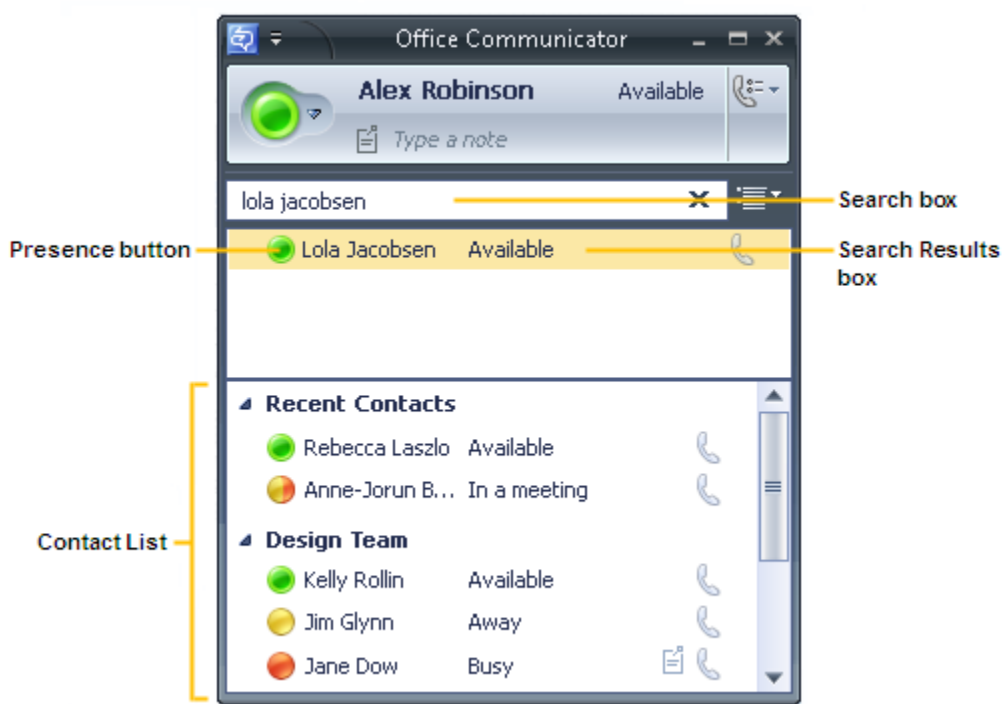 Office Communicator
Alex Robinson Available
Type a note
lola jacobsen
Search box
Presence button
Lola Jacobsen Available
Search Results
box
Recent Contacts
Rebecca Laszlo Available
Anne-Jorun B... In a meeting
Contact List
Design Team
Kelly Rollin Available
Jim Glynn Away
Jane Dow Busy